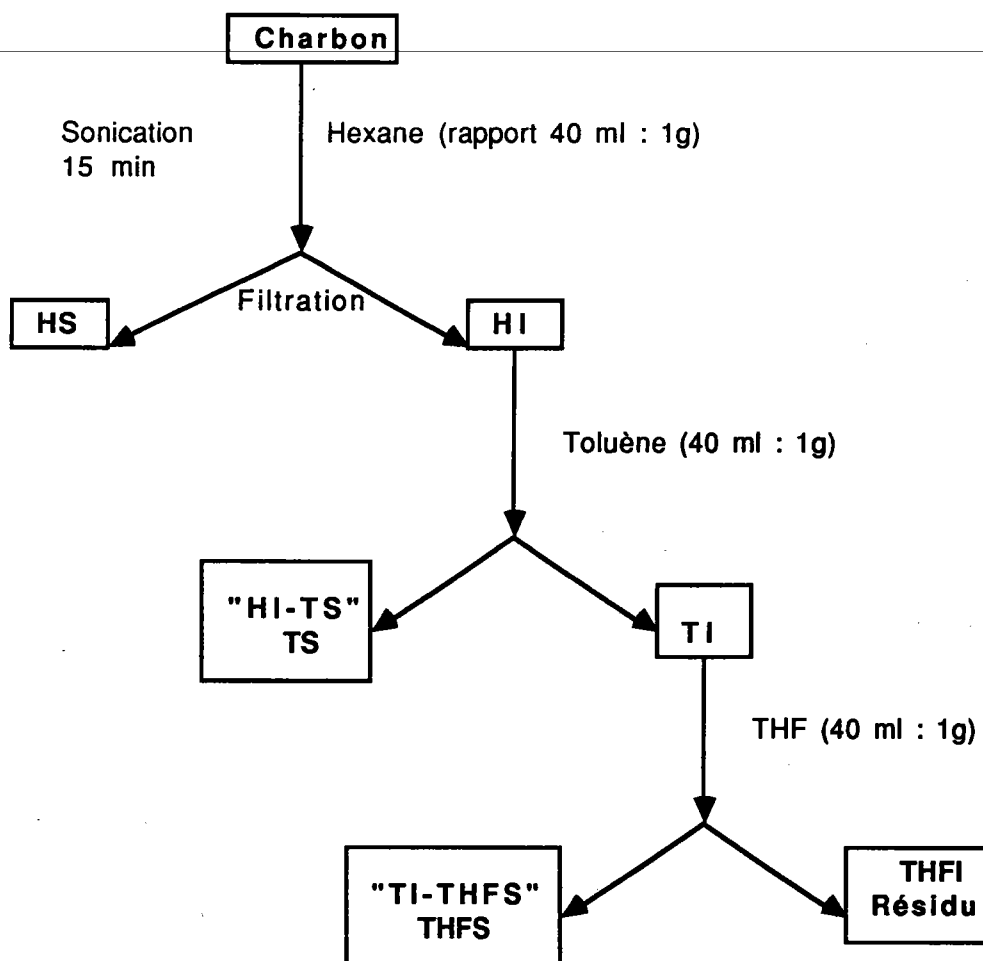 Charbon
Sonication
15 min
Hexane (rapport 40 ml : 1g)
Filtration
HS
HI
Toluène (40 ml : 1g)
"HI-TS"
TS
TI
THF (40 ml : 1g)
"TI-THFS"
THFS
THFI
Résidu